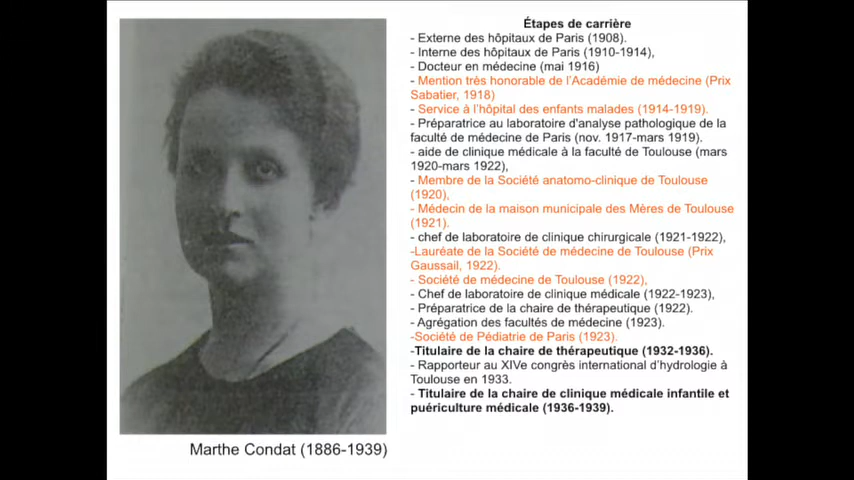 Étapes de carrière
- Externe des hôpitaux de Paris (1908).
- Interne des hôpitaux de Paris (1910-1914),
- Docteur en médecine (mai 1916)
- Mention très honorable de l'Académie de médecine (Prix
Sabatier, 1918)
- Service à l'hôpital des enfants malades (1914-1919).
- Préparatrice au laboratoire d'analyse pathologique de la
faculté de médecine de Paris (nov. 1917-mars 1919).
- aide de clinique médicale à la faculté de Toulouse (mars
1920-mars 1922),
- Membre de la Société anatomo-clinique de Toulouse
(1920),
- Médecin de la maison municipale des Mères de Toulouse
(1921).
- chef de laboratoire de clinique chirurgicale (1921-1922),
-Lauréate de la Société de médecine de Toulouse (Prix
Gaussail, 1922).
- Société de médecine de Toulouse (1922),
- Chef de laboratoire de clinique médicale (1922-1923),
- Préparatrice de la chaire de thérapeutique (1922).
- Agrégation des facultés de médecine (1923).
-Société de Pédiatrie de Paris (1923).
-Titulaire de la chaire de thérapeutique (1932-1936).
- Rapporteur au XIVe congrès international d'hydrologie à
Toulouse en 1933.
- Titulaire de la chaire de clinique médicale infantile et
puériculture médicale (1936-1939).
Marthe Condat (1886-1939)